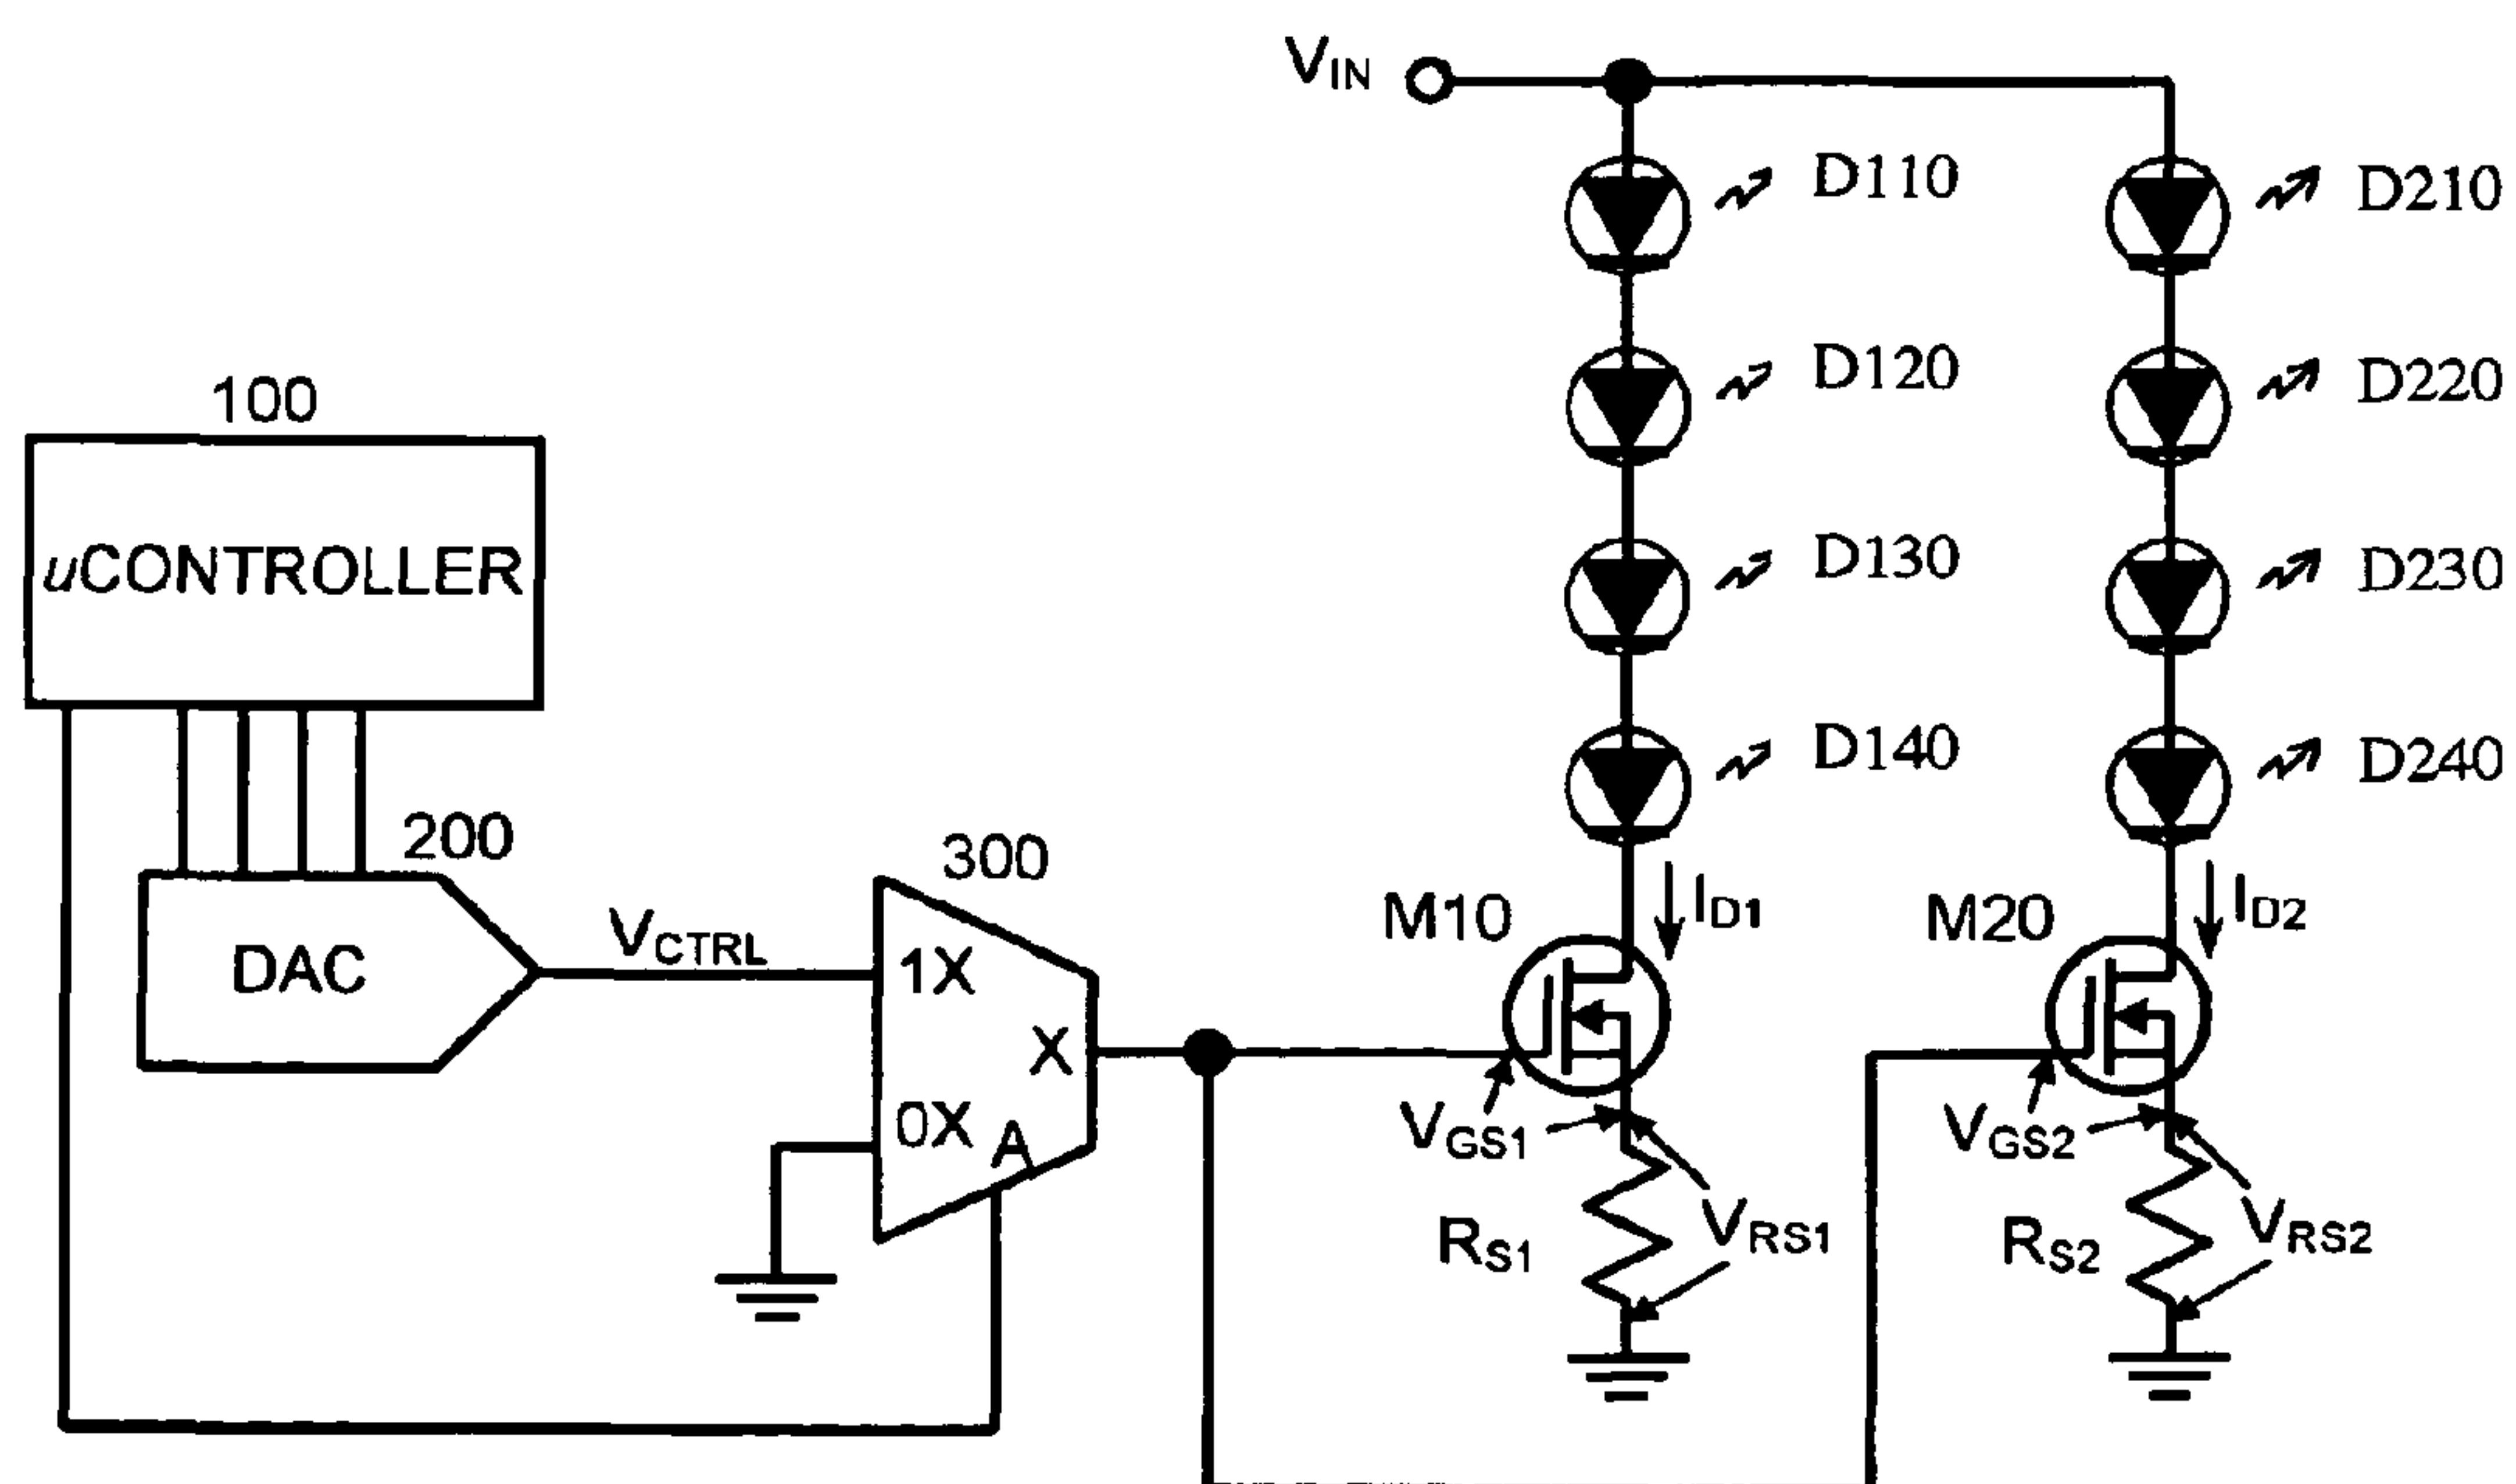 VIN
D110
D210
D120
D220
100
D130
D230
μCONTROLLER
D140
D240
200
300
M10
ID1
M20
ID2
DAC
VCTRL
1X
X
0X
A
VGS1
VGS2
RS1
VRS1
RS2
VRS2